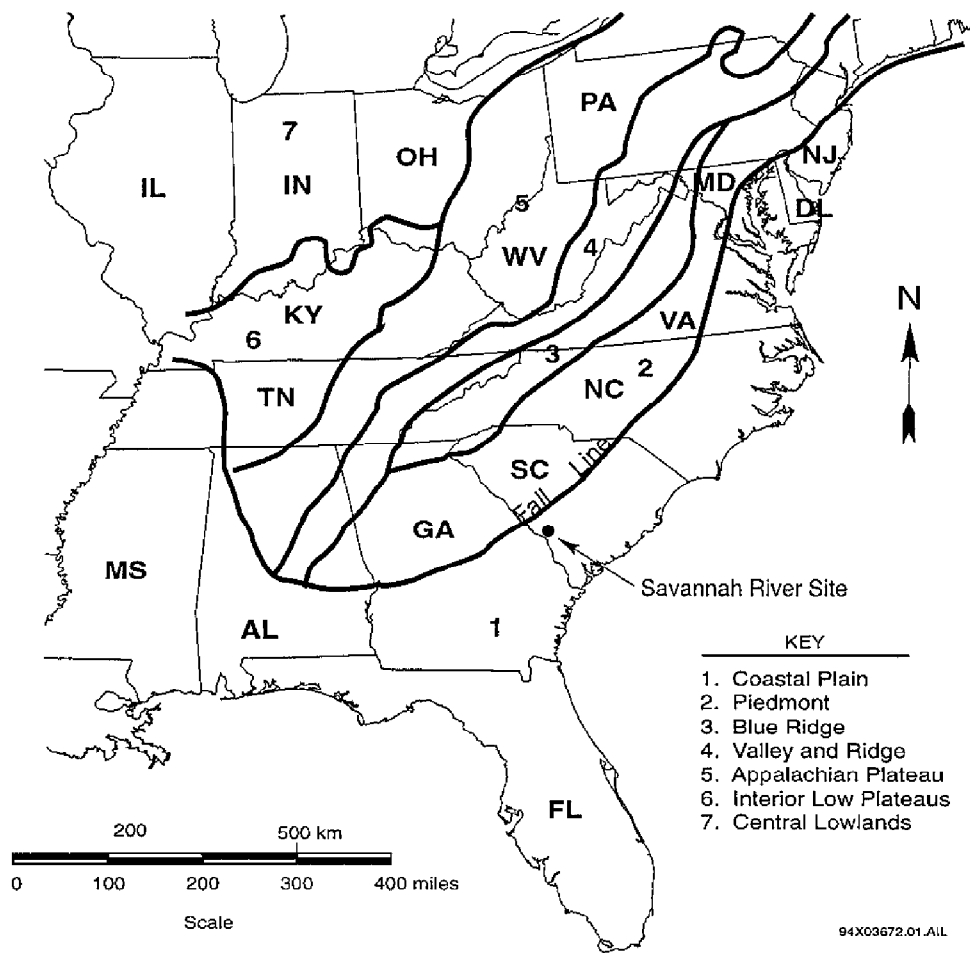 PA
7
OH
NJ
IL
IN
MD
5
DL
4
WV
N
KY
VA
6
3
2
TN
NC
SC
Fall Line
GA
MS
Savannah River Site
AL
1
KEY
1. Coastal Plain
2. Piedmont
3. Blue Ridge
4. Valley and Ridge
5. Appalachian Plateau
6. Interior Low Plateaus
7. Central Lowlands
FL
200 500 km
0 100 200 300 400 miles
Scale
94X03672.01.AIL